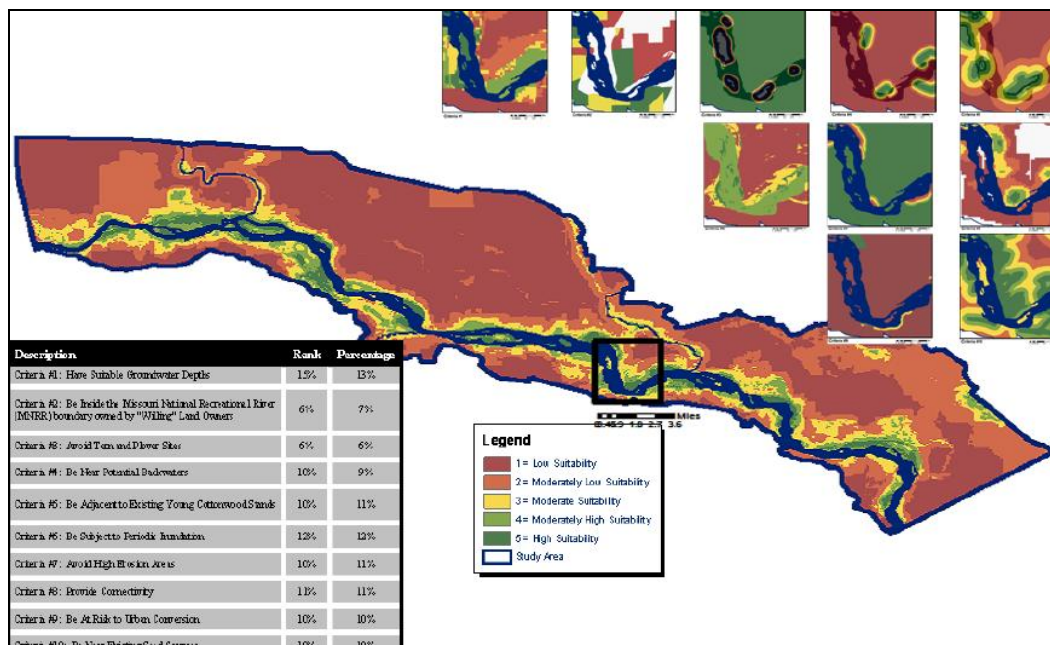 Description Rank Percentage
Criteria #1: Have Suitable Groundwater Depths 15% 13%
Criteria #2: Be Inside the Missouri National Recreational River
(MNRR) boundary owned by "Willing" Land Owners 6% 7%
Criteria #3: Avoid Tern and Plover Sites 6% 6%
Criteria #4: Be Near Potential Backwaters 10% 9%
Criteria #5: Be Adjacent to Existing Young Cottonwood Stands 10% 11%
Criteria #6: Be Subject to Periodic Inundation 12% 12%
Criteria #7: Avoid High Erosion Areas 10% 11%
Criteria #8: Provide Connectivity 11% 11%
Criteria #9: Be At Risk to Urban Conversion 10% 10%
Miles
Legend
1 = Low Suitability
2 = Moderately Low Suitability
3 = Moderate Suitability
4 = Moderately High Suitability
5 = High Suitability
Study Area